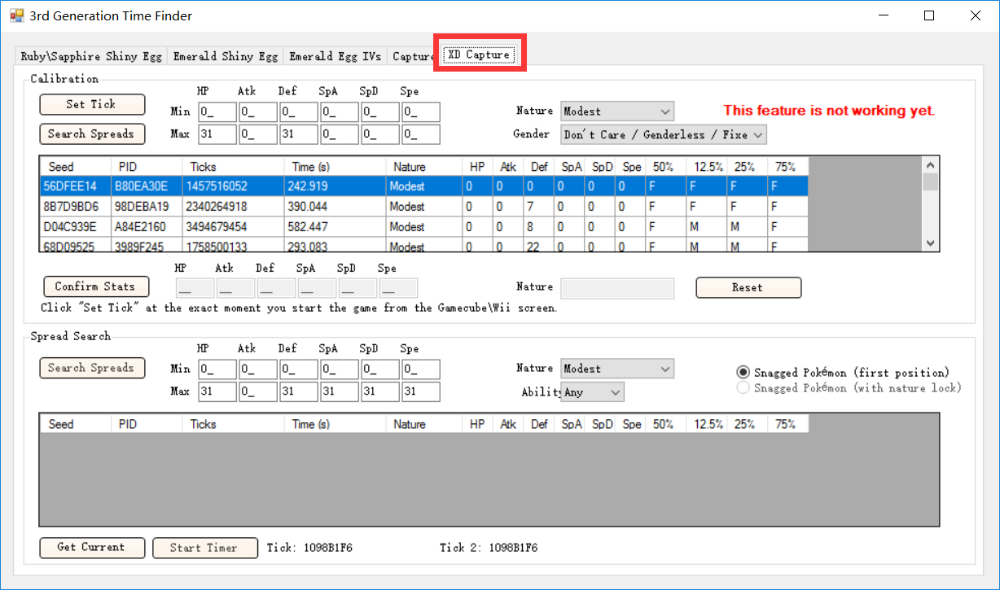 3rd Generation Time Finder
Ruby\Sapphire Shiny Egg Emerald Shiny Egg Emerald Egg IVs Capture XD Capture
Calibration
HP Atk Def SpA SpD Spe
Set Tick Min 0_ 0_ 0_ 0_ 0_ 0_ Nature Modest This feature is not working yet.
Search Spreads Max 31 0_ 31 0_ 0_ 0_ Gender Don't Care / Genderless / Fixe
Seed PID Ticks Time (s) Nature HP Atk Def SpA SpD Spe 50% 12.5% 25% 75%
56DFEE14 B80EA30E 1457516052 242.919 Modest 0 0 0 0 0 0 F F F F
8B7D9BD6 98DEBA19 2340264918 390.044 Modest 0 0 7 0 0 0 F F F F
D04C939E A84E2160 3494679454 582.447 Modest 0 0 8 0 0 0 F M M F
68D09525 3989F245 1758500133 293.083 Modest 0 0 22 0 0 0 F M M F
HP Atk Def SpA SpD Spe
Confirm Stats __ __ __ __ __ __ Nature Reset
Click "Set Tick" at the exact moment you start the game from the Gamecube\Wii screen.
Spread Search
HP Atk Def SpA SpD Spe
Search Spreads Min 0_ 0_ 0_ 0_ 0_ 0_ Nature Modest Snagged Pokémon (first position)
Max 31 0_ 31 31 31 31 Ability Any Snagged Pokémon (with nature lock)
Seed PID Ticks Time (s) Nature HP Atk Def SpA SpD Spe 50% 12.5% 25% 75%
Get Current Start Timer Tick: 1098B1F6 Tick 2: 1098B1F6